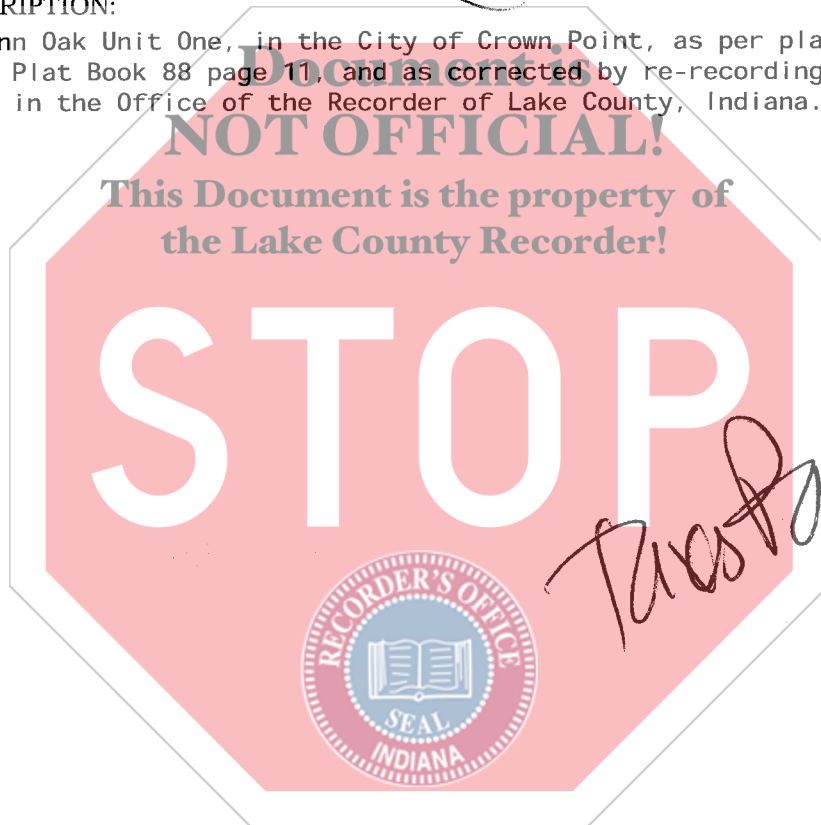 RIPTION:
nn Oak Unit One, in the City of Crown Point, as per pla
Plat Book 88 page 11, and as corrected by re-recording
in the Office of the Recorder of Lake County, Indiana.
Document is
NOT OFFICIAL!
This Document is the property of
the Lake County Recorder!
STOP
RECORDER'S OFFICE
SEAL
INDIANA